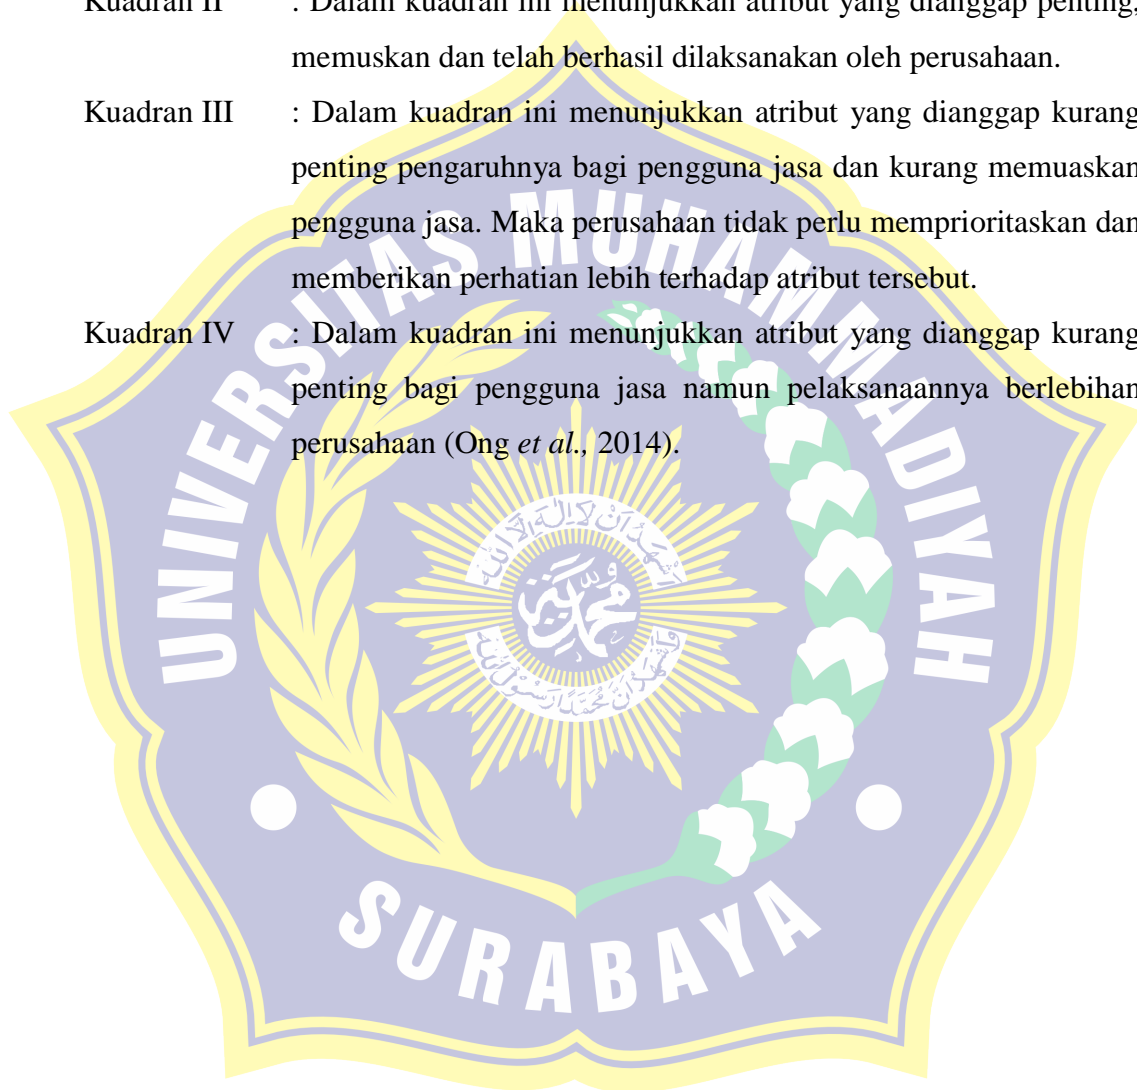 Kuadran II : Dalam kuadran ini menunjukkan atribut yang dianggap penting,
memuskan dan telah berhasil dilaksanakan oleh perusahaan.
Kuadran III : Dalam kuadran ini menunjukkan atribut yang dianggap kurang
penting pengaruhnya bagi pengguna jasa dan kurang memuaskan
pengguna jasa. Maka perusahaan tidak perlu memprioritaskan dan
memberikan perhatian lebih terhadap atribut tersebut.
Kuadran IV : Dalam kuadran ini menunjukkan atribut yang dianggap kurang
penting bagi pengguna jasa namun pelaksanaannya berlebihan
perusahaan (Ong et al., 2014).
UNIVERSITAS MUHAMMADIYAH
SURABAYA